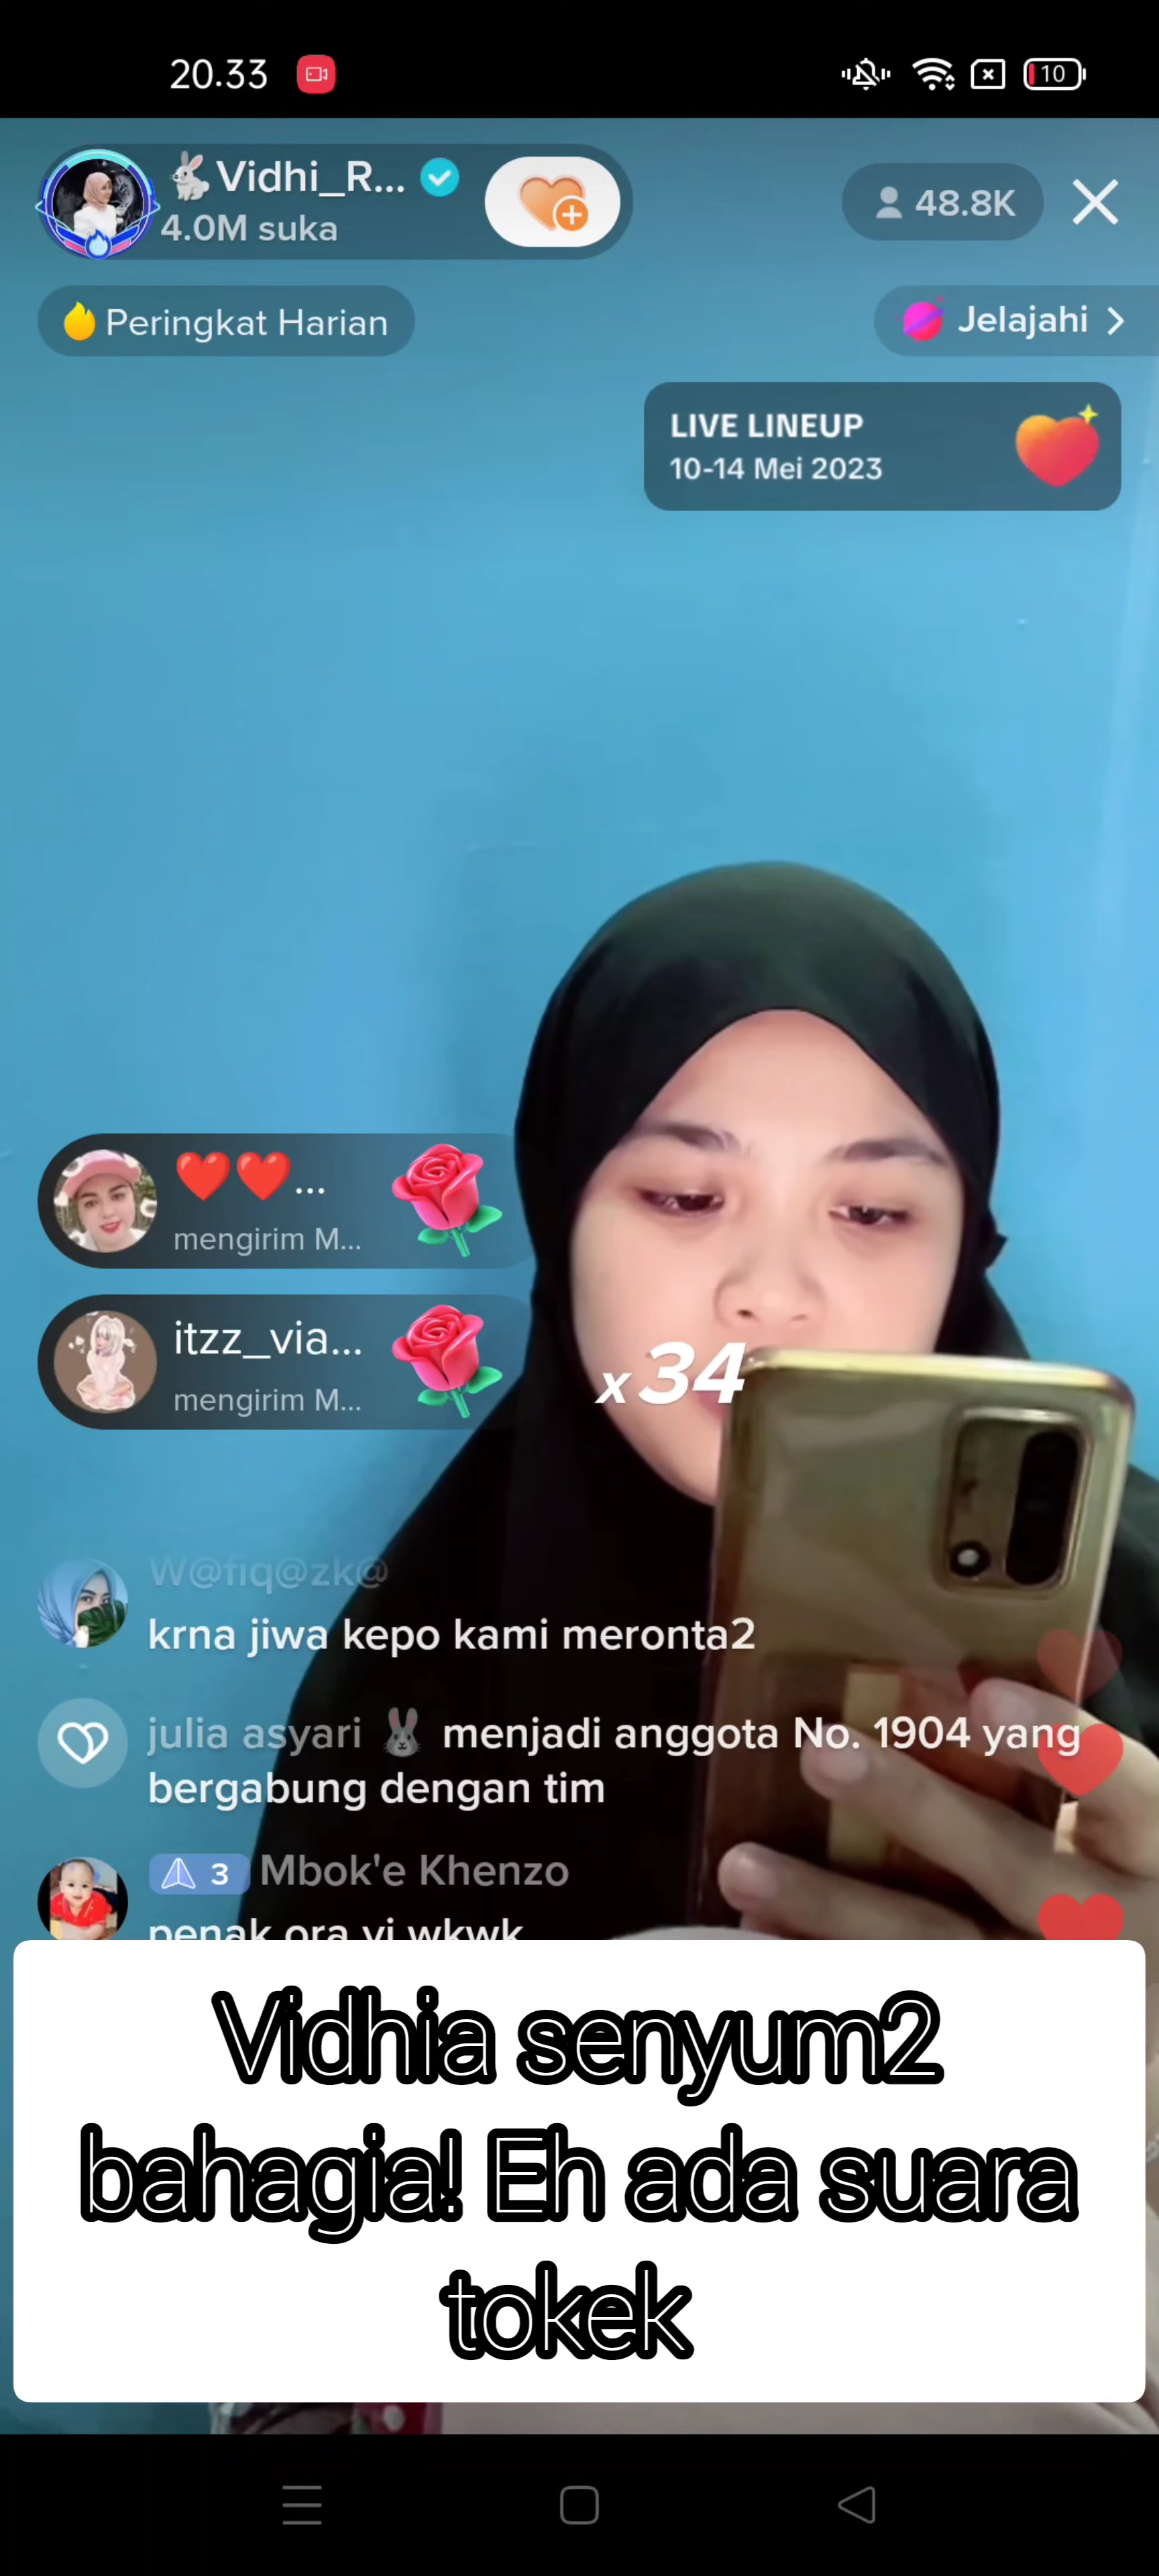 20.33
10
Vidhi_R...
4.0M suka
48.8K
Peringkat Harian
Jelajahi
LIVE LINEUP
10-14 Mei 2023
...
mengirim M...
itzz_via...
mengirim M...
x 34
W@fiq@zk@
krna jiwa kepo kami meronta2
julia asyari menjadi anggota No. 1904 yang
bergabung dengan tim
3 Mbok'e Khenzo
penak ora yi wkwk
Vidhia senyum2
bahagia! Eh ada suara
tokek